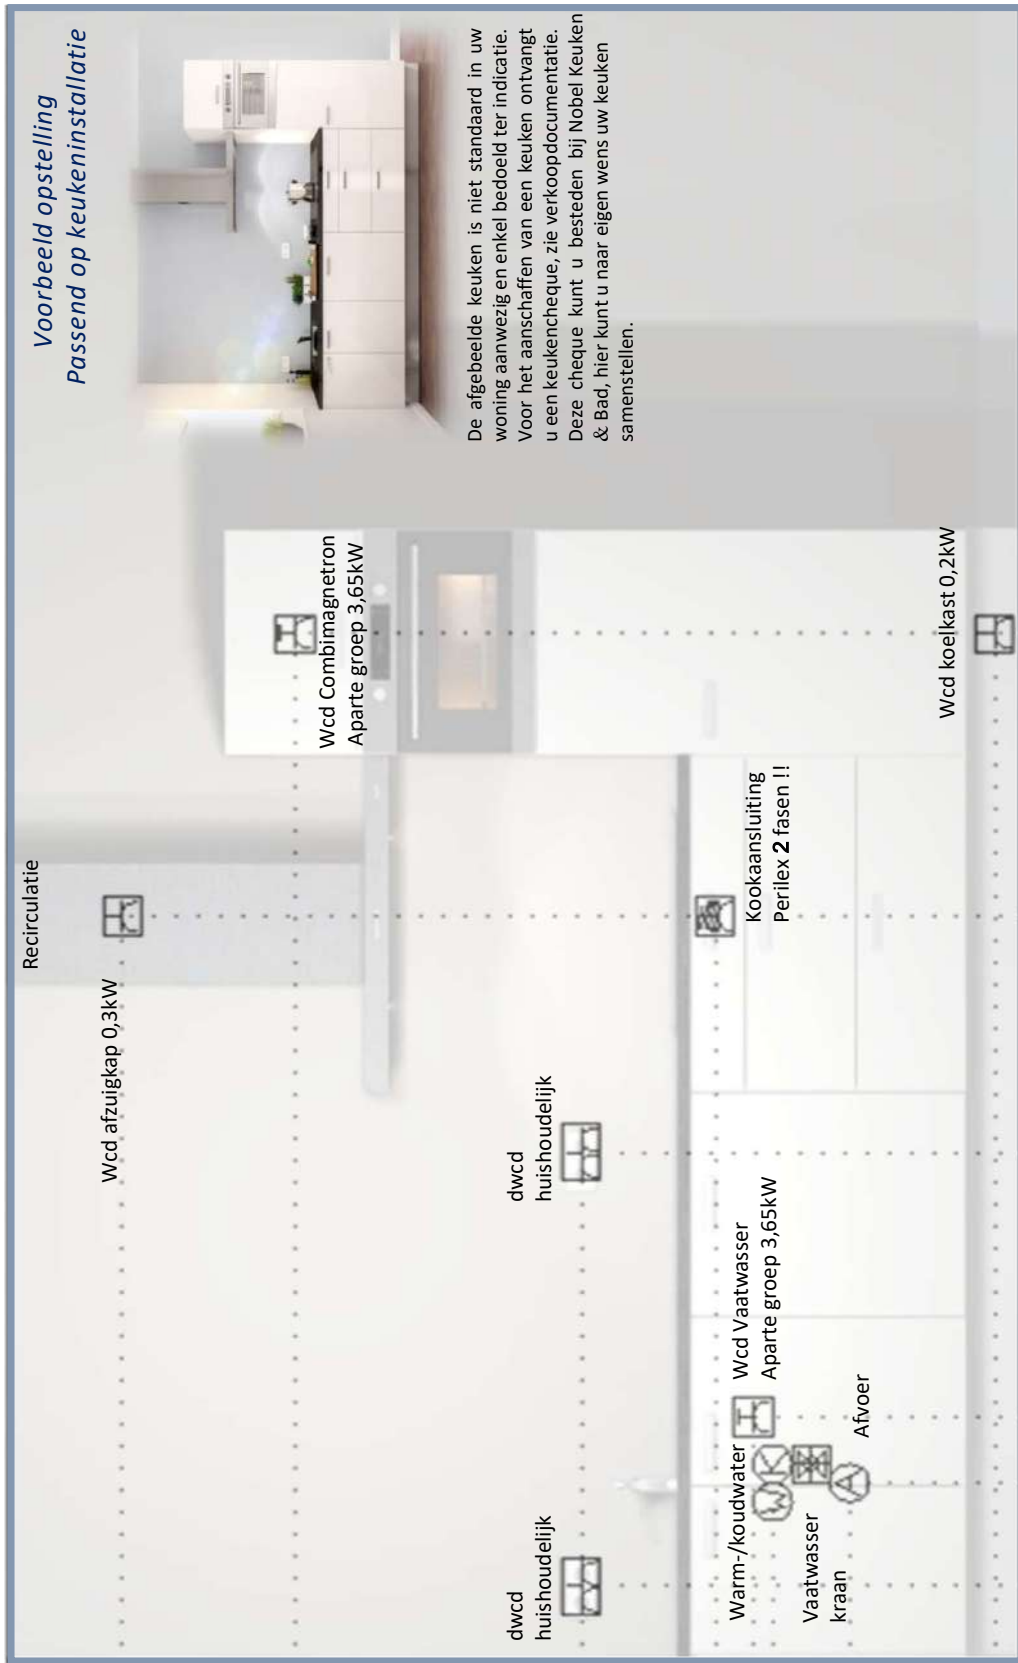 Voorbeeld opstelling
Passend op keukeninstallatie
De afgebeelde keuken is niet standaard in uw
woning aanwezig en enkel bedoeld ter indicatie.
Voor het aanschaffen van een keuken ontvangt
u een keukencheque, zie verkoopdocumentatie.
Deze cheque kunt u besteden bij Nobel Keuken
& Bad, hier kunt u naar eigen wens uw keuken
samenstellen.
Recirculatie
Wcd afzuigkap 0,3kW
Wcd Combimagnetron
Aparte groep 3,65kW
dwcd
huishoudelijk
dwcd
huishoudelijk
Kookaansluiting
Perilex 2 fasen !!
Wcd Vaatwasser
Aparte groep 3,65kW
Warm-/koudwater
W
K
A
Vaatwasser
kraan
Afvoer
Wcd koelkast 0,2kW